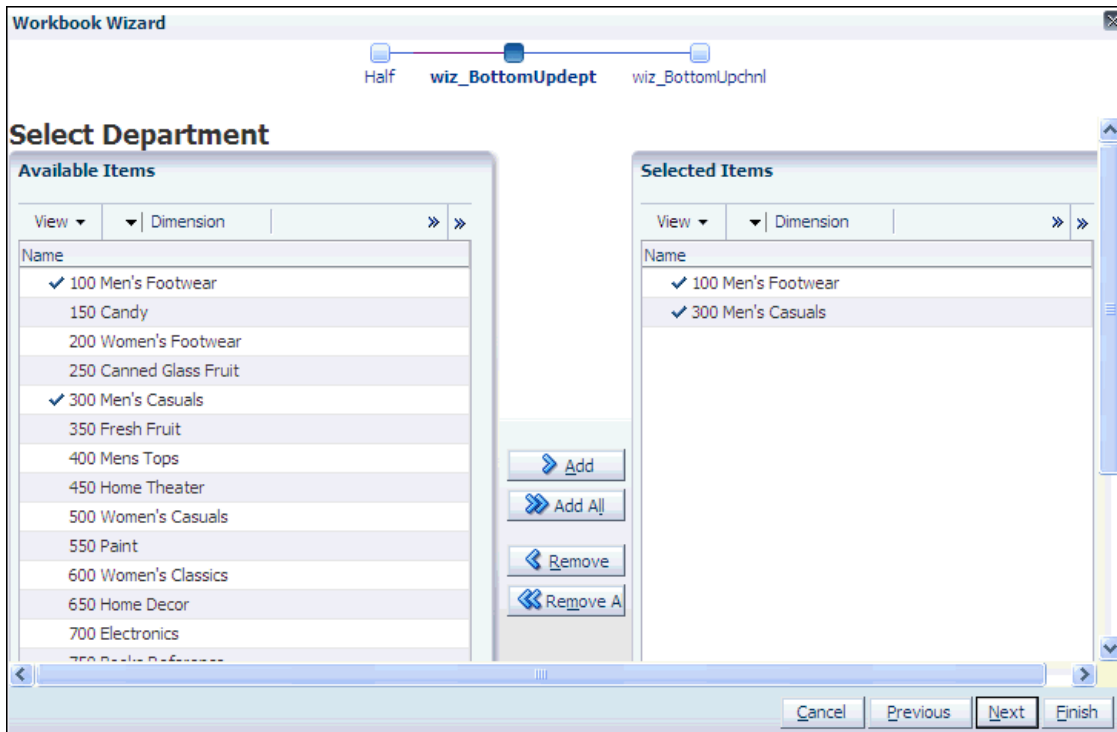 Workbook Wizard
Half wiz_BottomUpdept wiz_BottomUpchnl
Select Department
Available Items
View Dimension
Name
100 Men's Footwear
150 Candy
200 Women's Footwear
250 Canned Glass Fruit
300 Men's Casuals
350 Fresh Fruit
400 Mens Tops
450 Home Theater
500 Women's Casuals
550 Paint
600 Women's Classics
650 Home Decor
700 Electronics
Add
Add All
Remove
Remove A
Selected Items
View Dimension
Name
100 Men's Footwear
300 Men's Casuals
Cancel Previous Next Finish